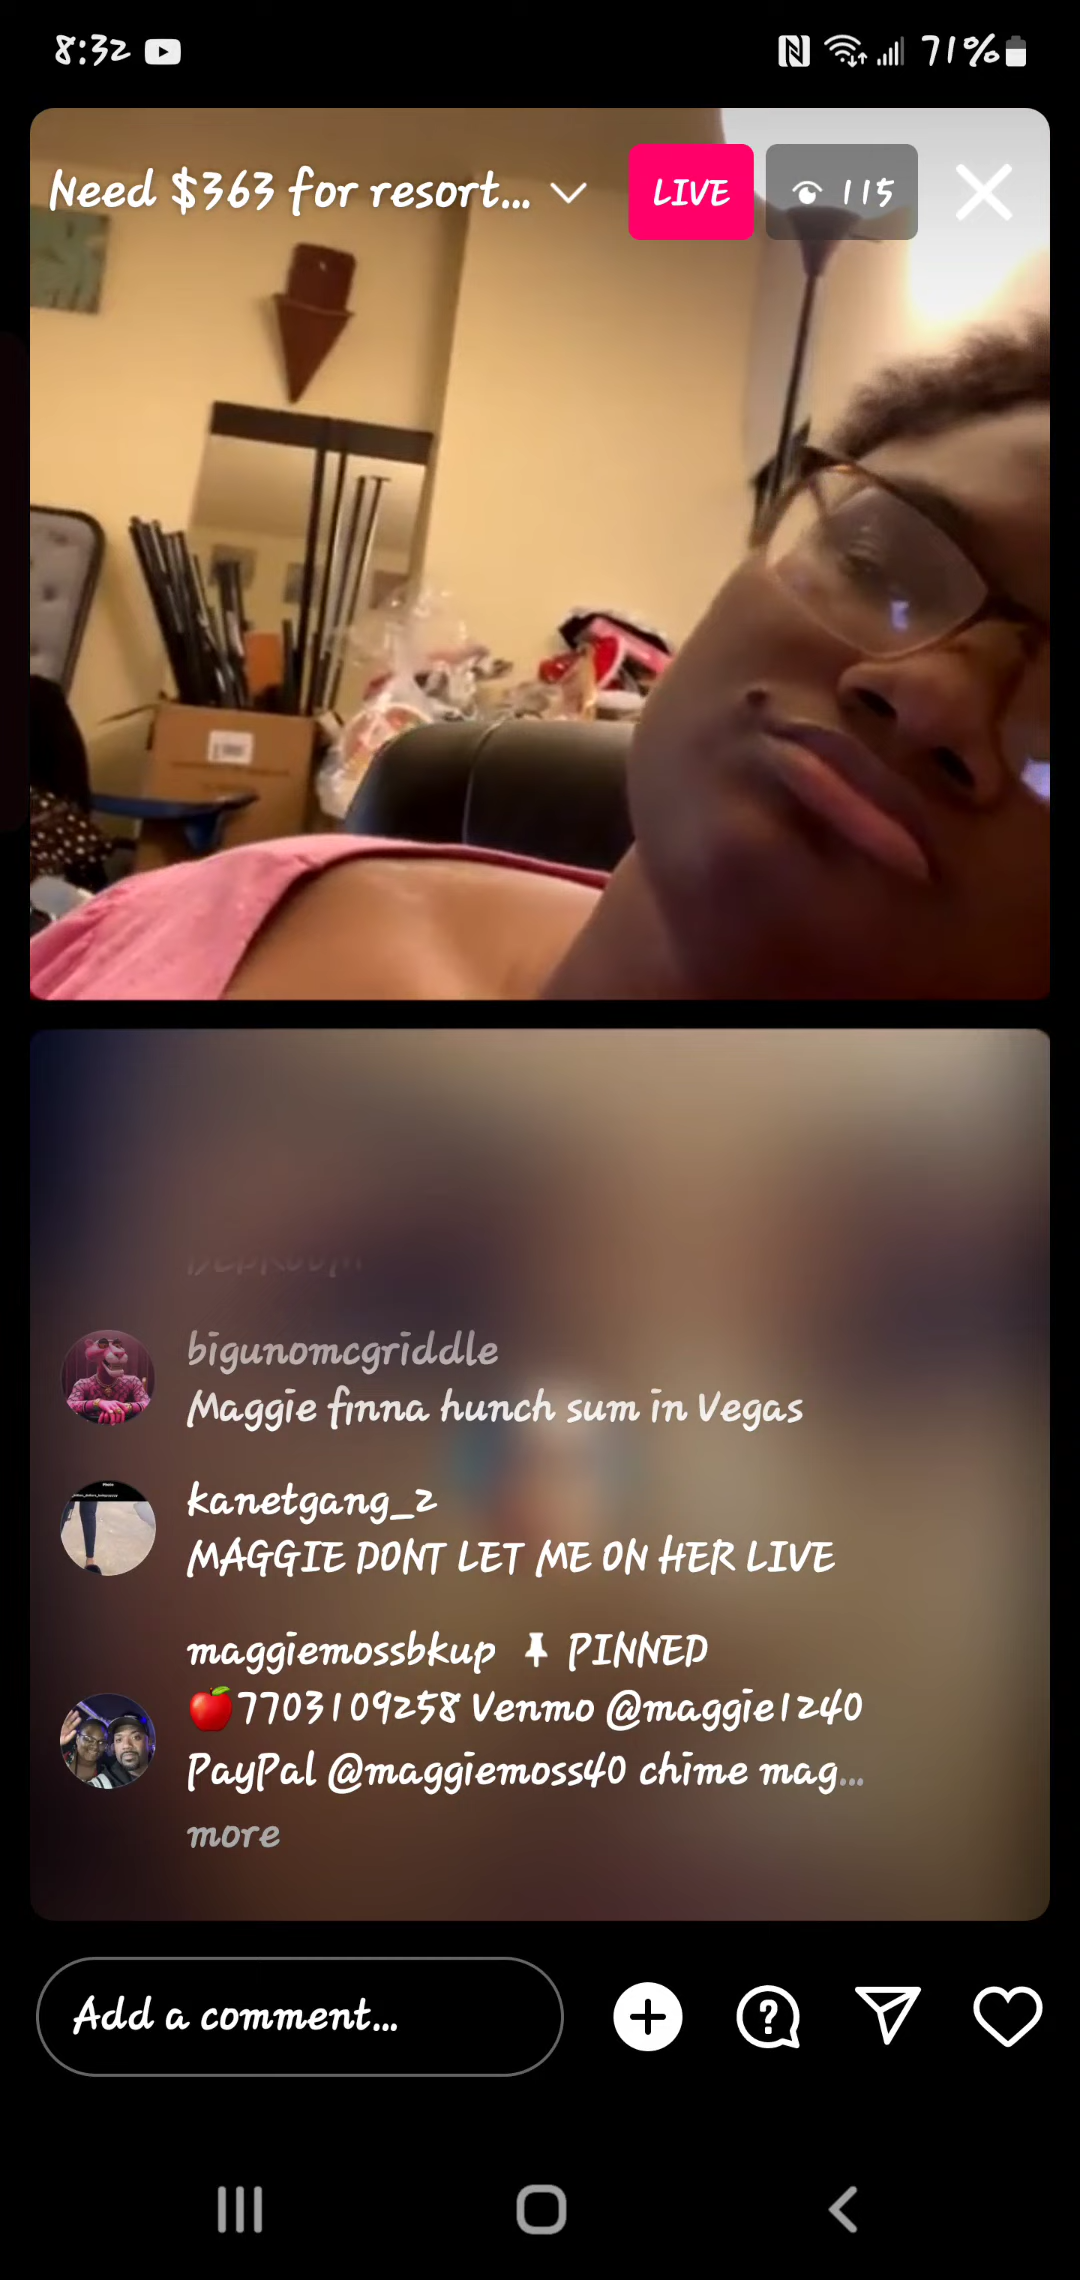 8:32
71%
Need $363 for resort...
LIVE
115
bigunomcgriddle
Maggie finna hunch sum in Vegas
kanetgang_2
MAGGIE DONT LET ME ON HER LIVE
maggiemossbkup 📌 PINNED
🍎7703109258 Venmo @maggie1240
PayPal @maggiemoss40 chime mag...
more
Add a comment...